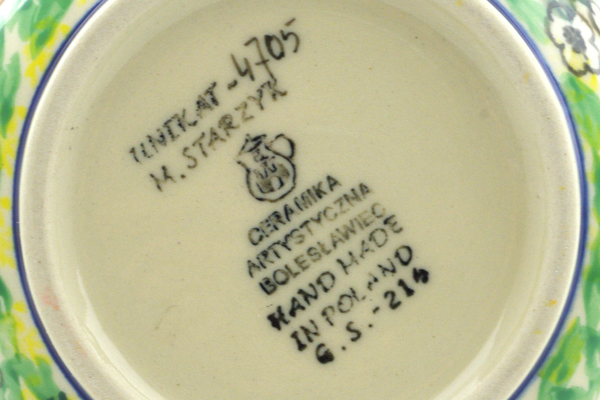 UNIKAT-4705
M. STARZYK
CERAMIKA
ARTYSTYCZNA
BOLESŁAWIEC
HAND MADE
IN POLAND
G.S.-214